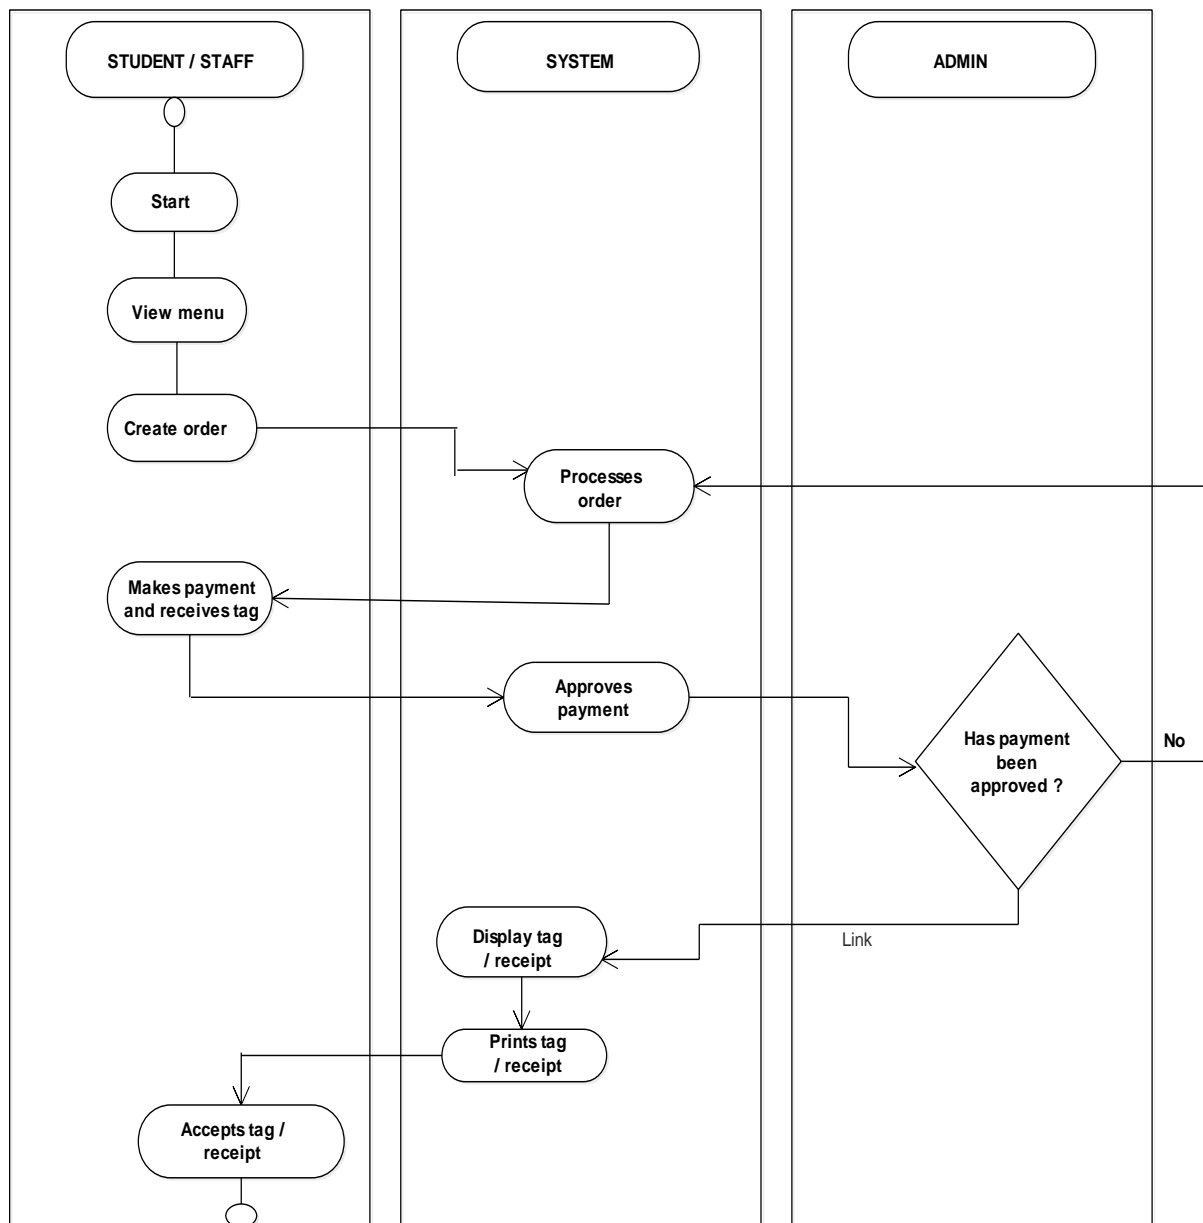 STUDENT / STAFF
SYSTEM
ADMIN
Start
View menu
Create order
Processes
order
Makes payment
and receives tag
Approves
payment
Has payment
been
approved ?
No
Link
Display tag
/ receipt
Prints tag
/ receipt
Accepts tag /
receipt